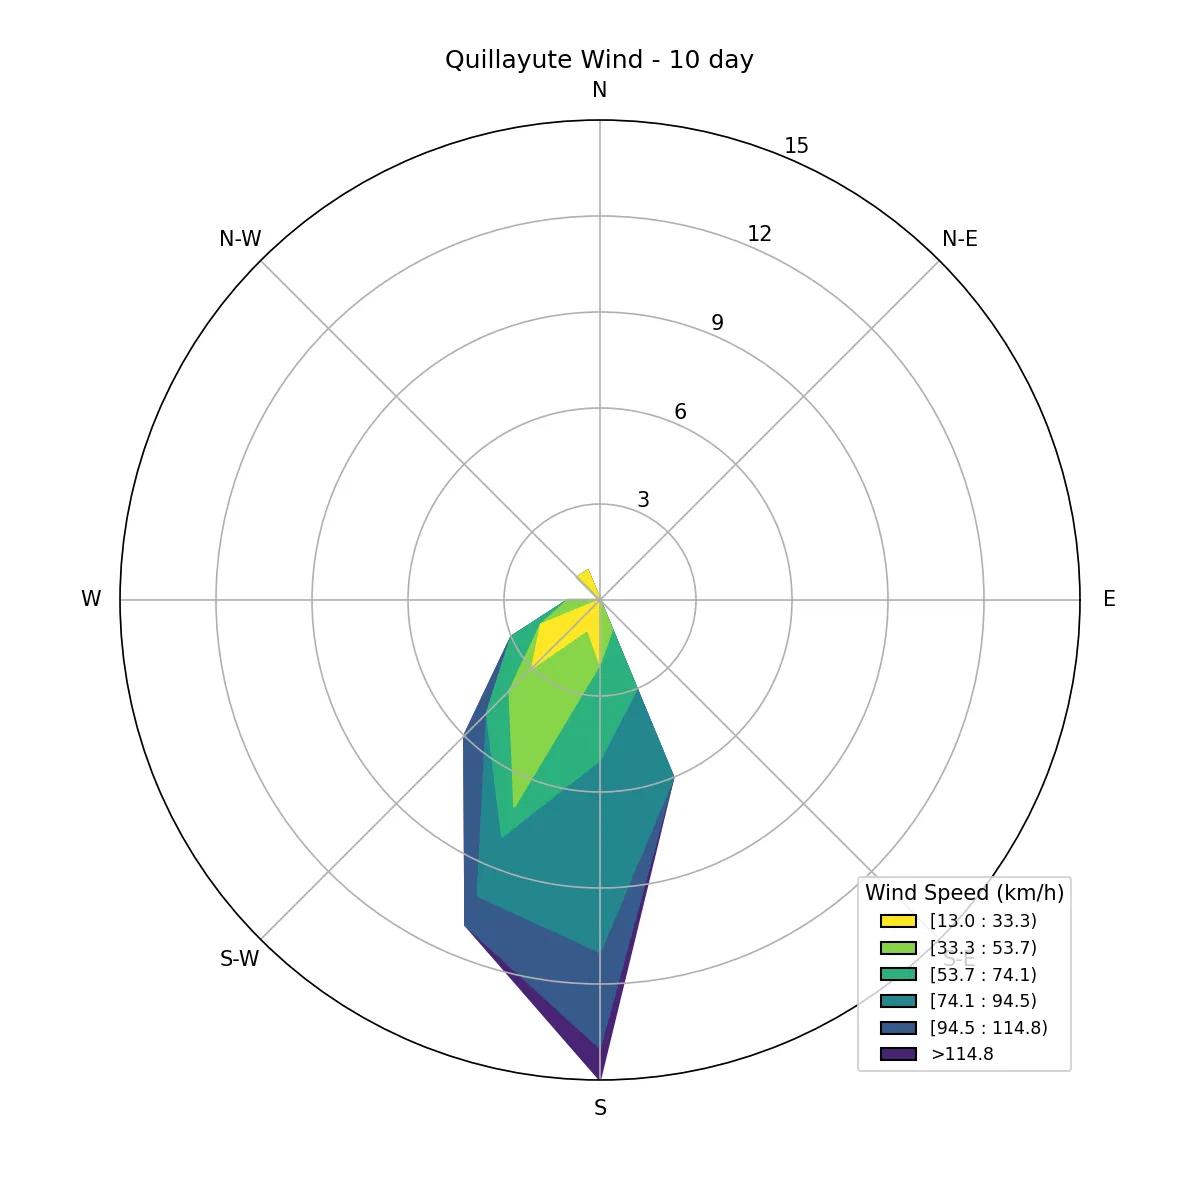 Quillayute Wind - 10 day
N
15
N-W
12
N-E
9
6
3
W
E
S-W
S-E
S
Wind Speed (km/h)
[13.0 : 33.3)
[33.3 : 53.7)
[53.7 : 74.1)
[74.1 : 94.5)
[94.5 : 114.8)
>114.8